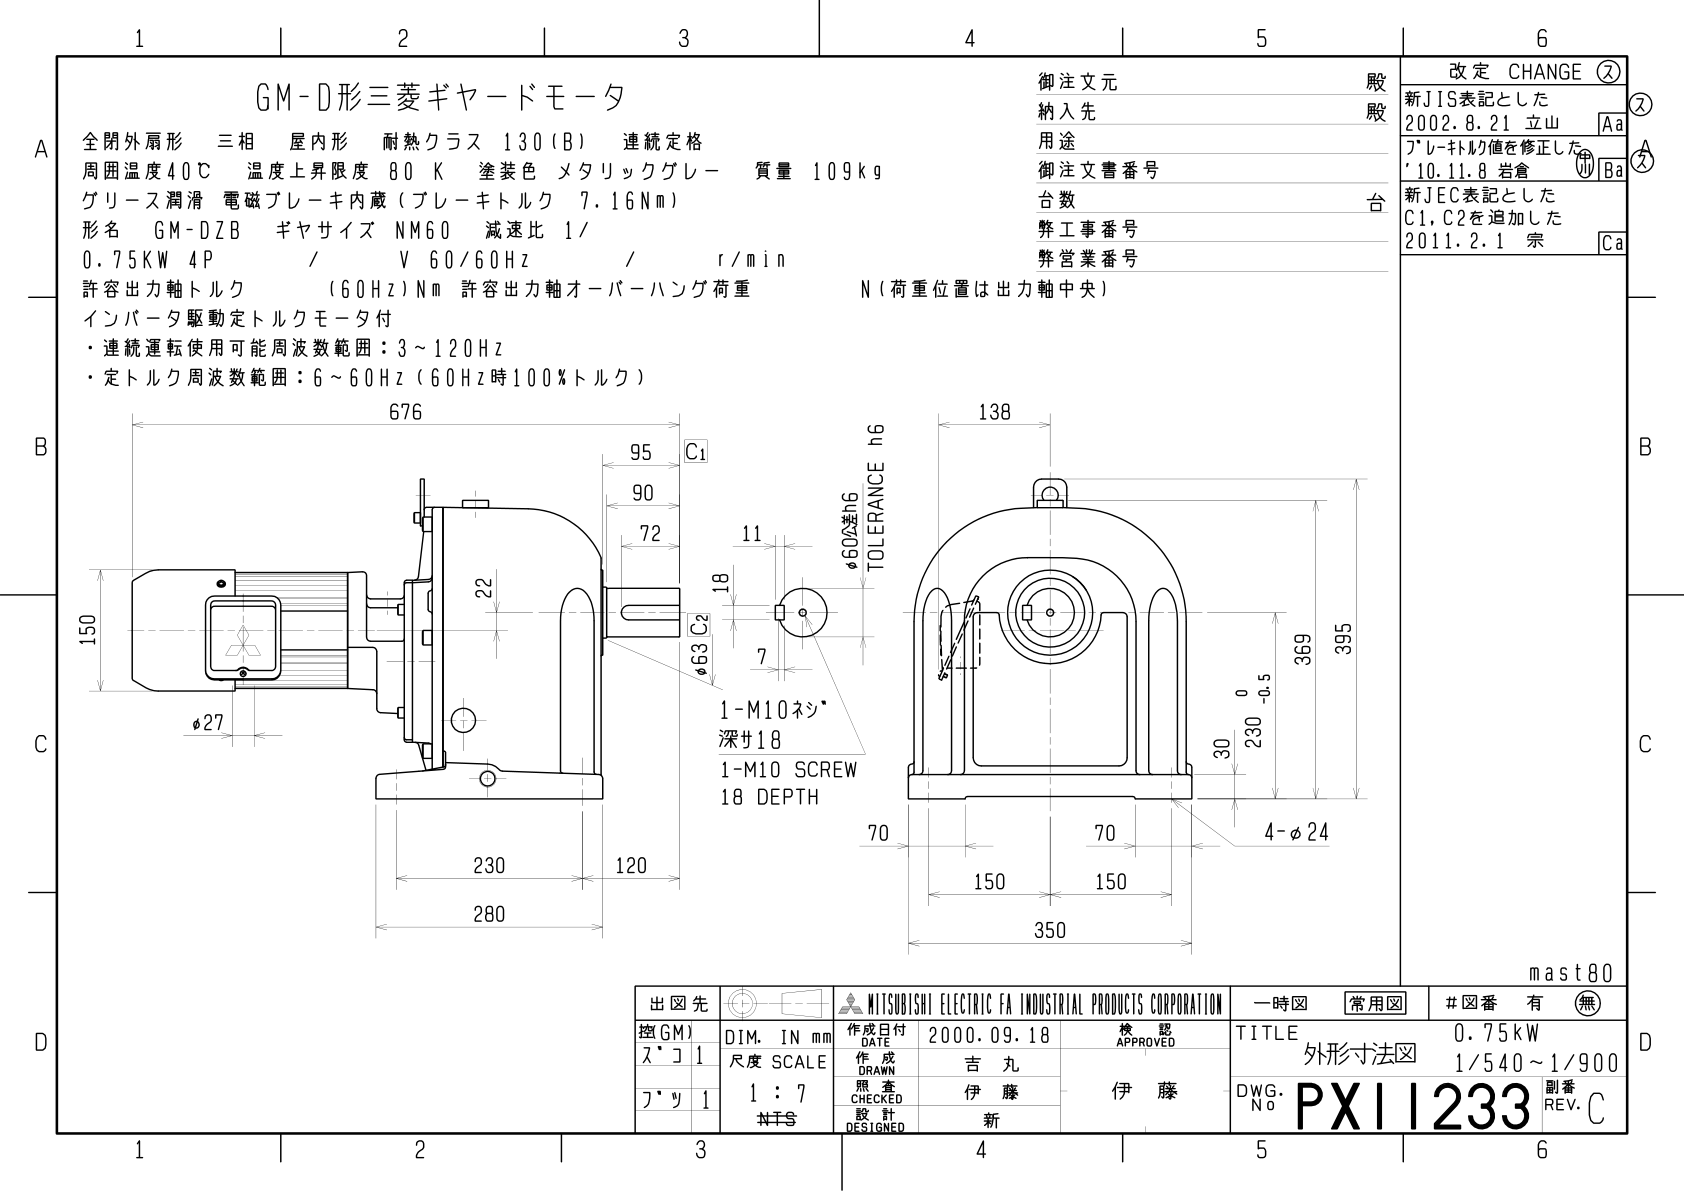 1 2 3 4 5 6
GM-D形三菱ギヤードモータ
全閉外扇形 三相 屋内形 耐熱クラス 130(B) 連続定格
周囲温度40℃ 温度上昇限度 80 K 塗装色 メタリックグレー 質量 109kg
グリース潤滑 電磁ブレーキ内蔵(ブレーキトルク 7.16Nm)
形名 GM-DZB ギヤサイズ NM60 減速比 1/
0.75KW 4P / V 60/60Hz / r/min
許容出力軸トルク (60Hz)Nm 許容出力軸オーバーハング荷重 N(荷重位置は出力軸中央)
インバータ駆動定トルクモータ付
・連続運転使用可能周波数範囲:3~120Hz
・定トルク周波数範囲:6~60Hz(60Hz時100%トルク)
御注文元 殿
納入先 殿
用途
御注文書番号
台数 台
弊工事番号
弊営業番号
改定 CHANGE ス
新JIS表記とした
2002.8.21 立山 Aa
ス
ブレーキトルク値を修正した
'10.11.8 岩倉 中川 Ba
ス
新JEC表記とした
C1,C2を追加した
2011.2.1 宗 Ca
A A
B B
C C
D D
676
95 C1
90
72
22
150
φ27
φ63 C2
230 120
280
11
18
7
φ60公差h6
TOLERANCE h6
1-M10ネジ
深サ18
1-M10 SCREW
18 DEPTH
138
369
395
30
230 0 -0.5
4-φ24
70 70
150 150
350
mast80
出図先
控(GM)
スﾞコ 1
ブツ 1
DIM. IN mm
尺度 SCALE
1 : 7
NTS
MITSUBISHI ELECTRIC FA INDUSTRIAL PRODUCTS CORPORATION
作成日付 DATE 2000.09.18
作成 DRAWN 吉丸
照査 CHECKED 伊藤
設計 DESIGNED 新
検認 APPROVED
伊藤
一時図 常用図 #図番 有 無
TITLE 外形寸法図
0.75kW
1/540~1/900
DWG. No PX11233 副番 REV. C
1 2 3 4 5 6